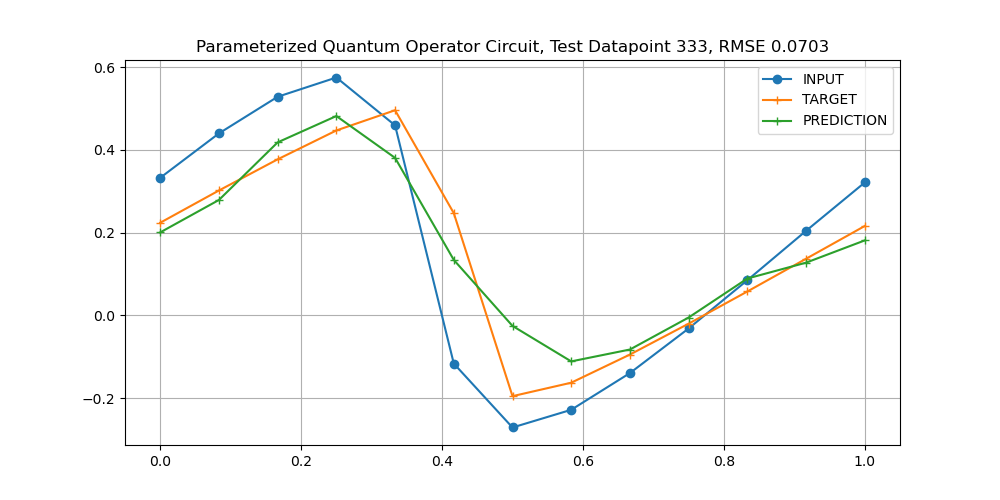 Parameterized Quantum Operator Circuit, Test Datapoint 333, RMSE 0.0703
INPUT
TARGET
PREDICTION
0.6
0.4
0.2
0.0
−0.2
0.0 0.2 0.4 0.6 0.8 1.0